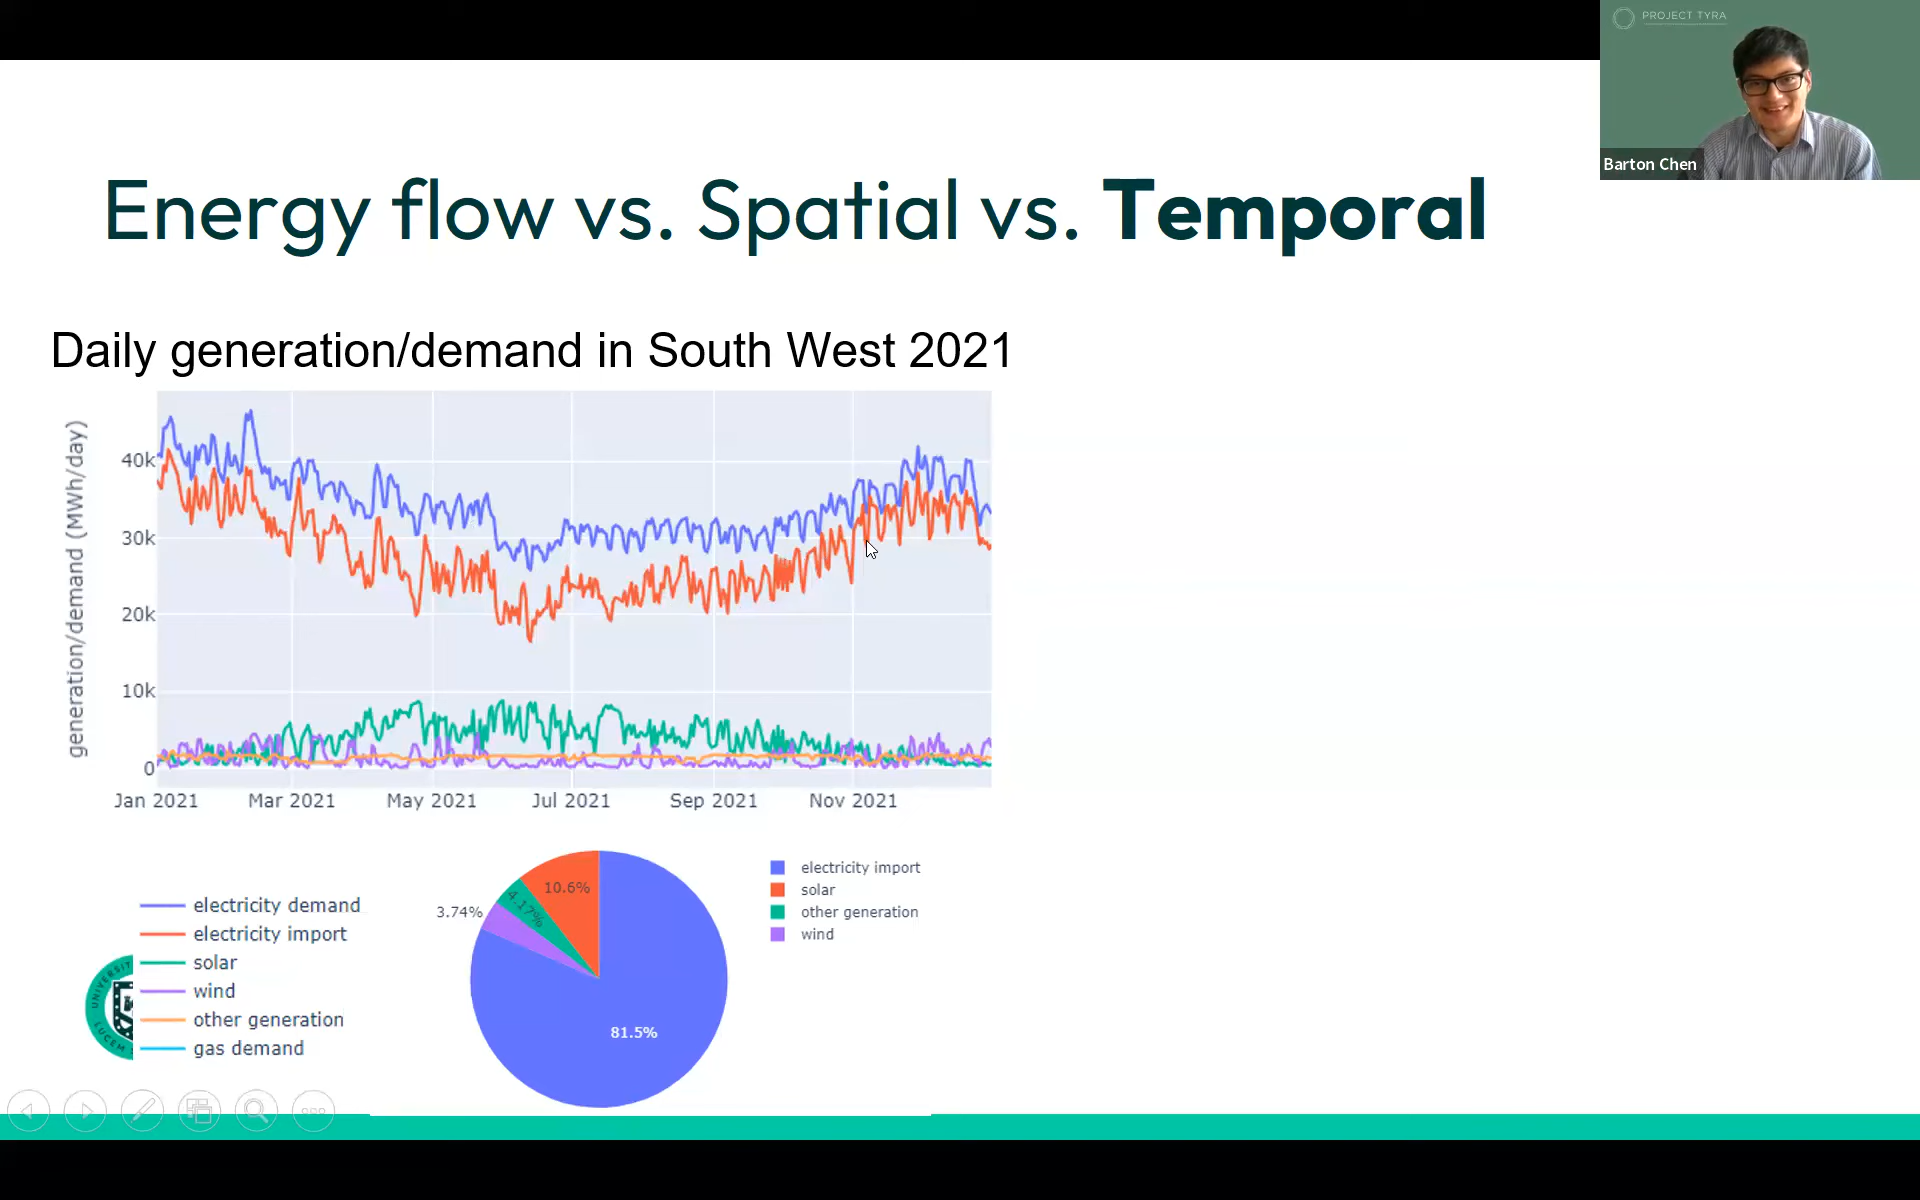 PROJECT TYRA
Barton Chen
Energy flow vs. Spatial vs. Temporal
Daily generation/demand in South West 2021
generation/demand (MWh/day)
40k
30k
20k
10k
0
Jan 2021 Mar 2021 May 2021 Jul 2021 Sep 2021 Nov 2021
electricity demand
electricity import
solar
wind
other generation
gas demand
10.6%
4.17%
3.74%
81.5%
electricity import
solar
other generation
wind